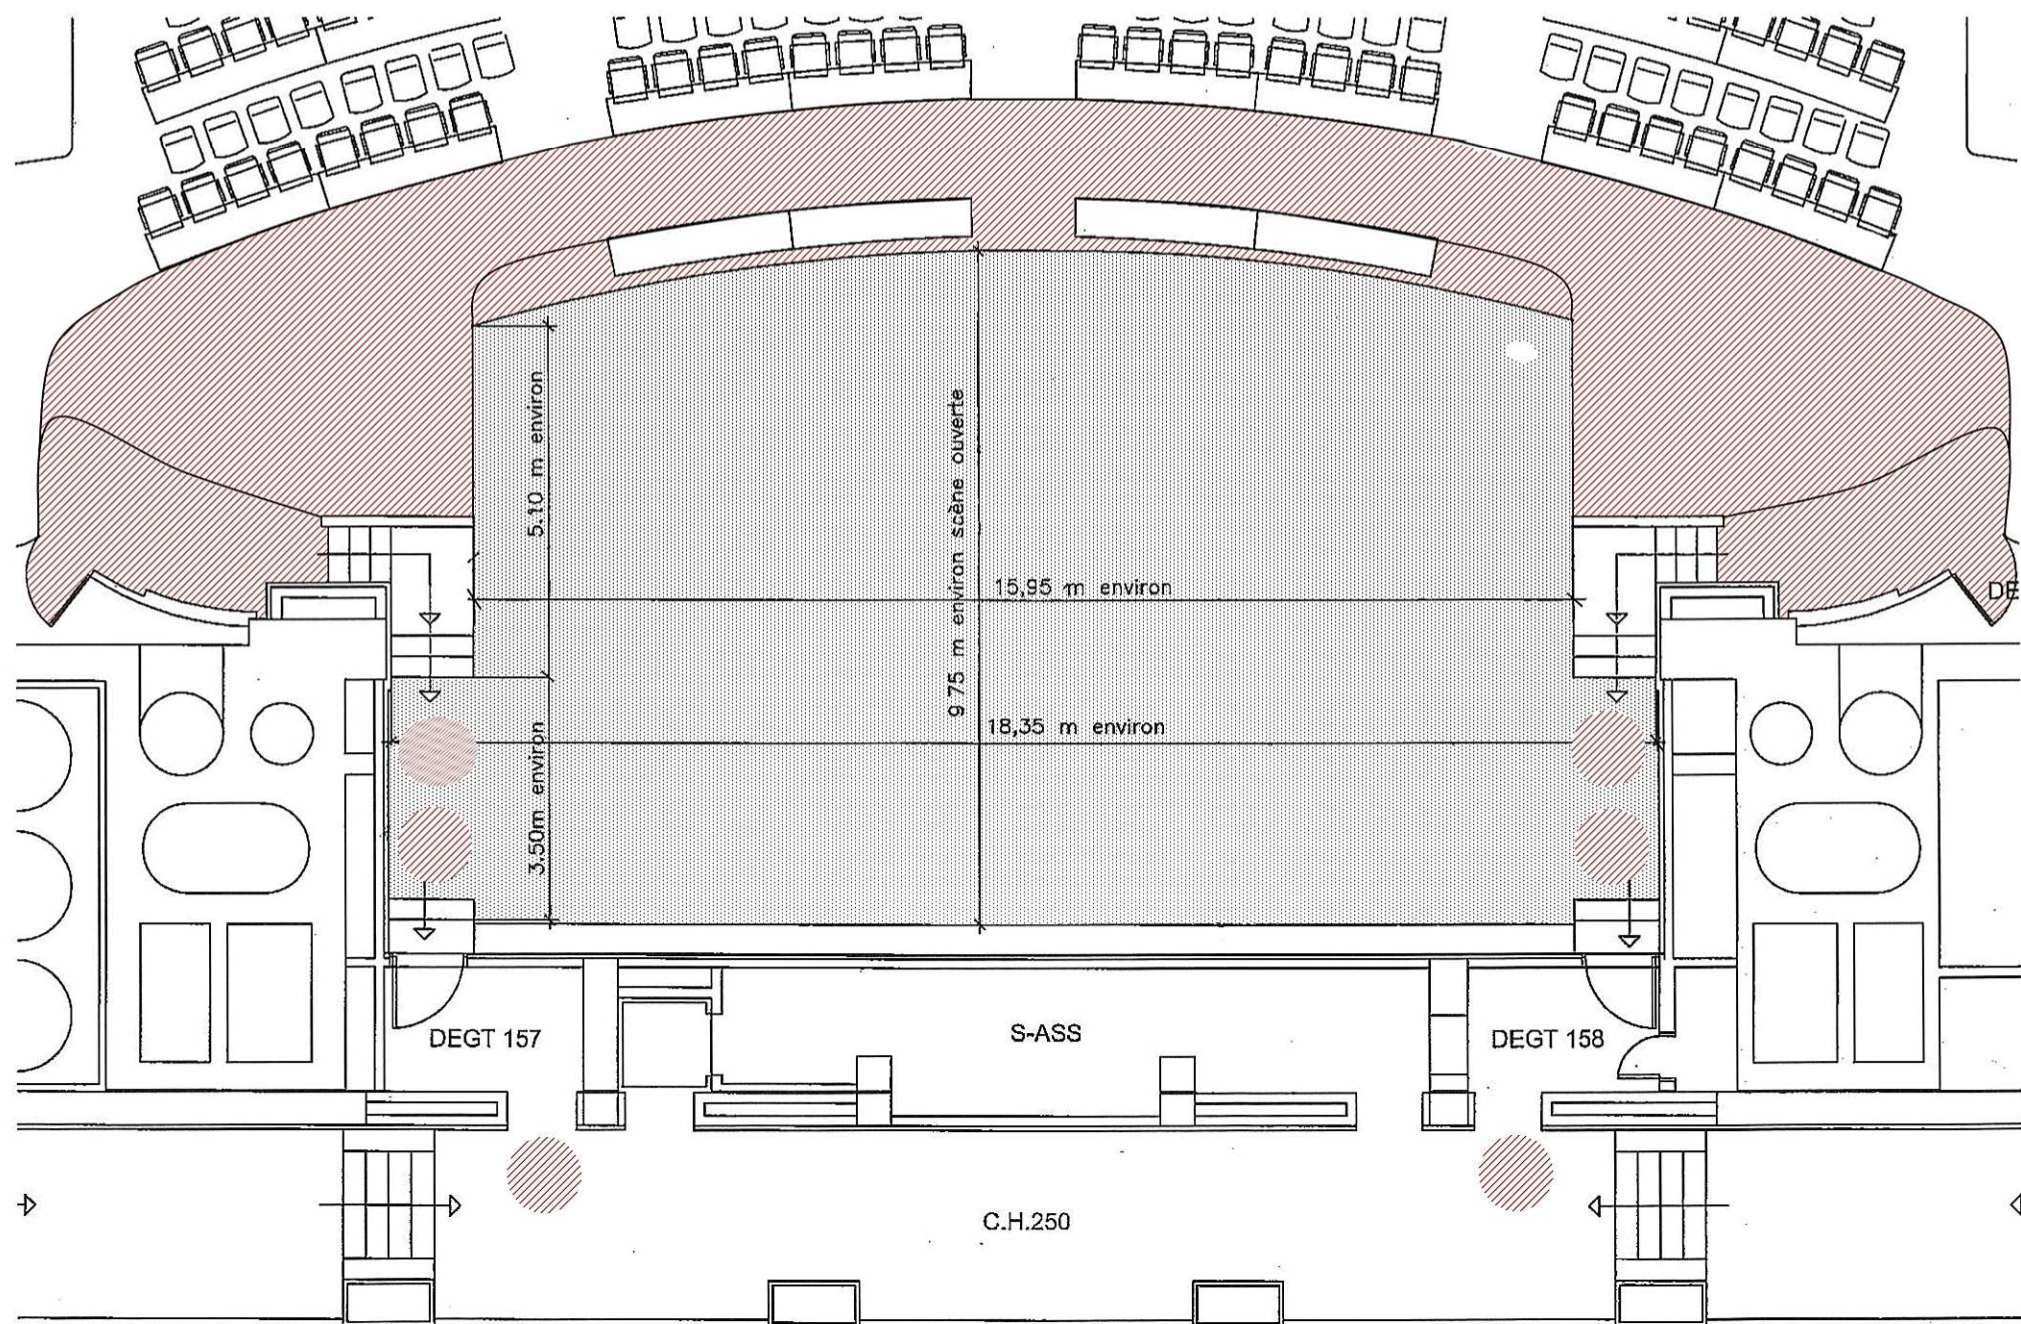 5.10 m environ
9 75 m environ scène ouverte
15,95 m environ
DE
18,35 m environ
3.50m environ
DEGT 157
S-ASS
DEGT 158
C.H.250